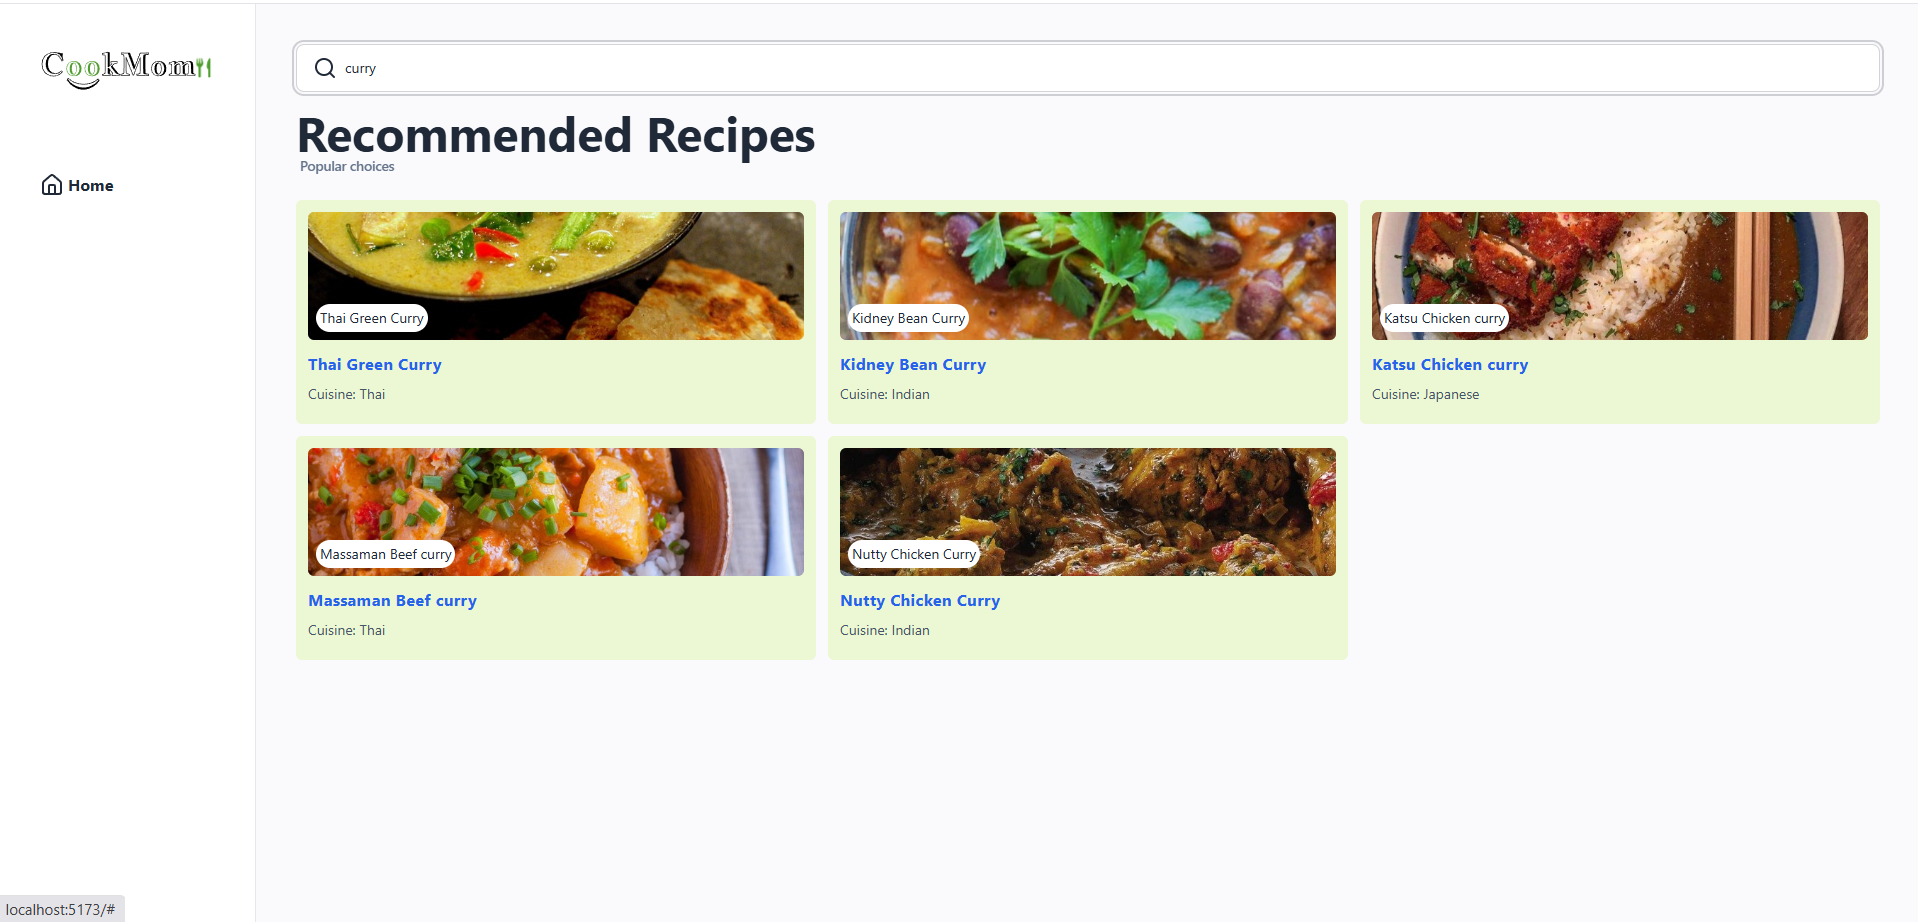 CookMom
curry
Recommended Recipes
Popular choices
Home
Thai Green Curry
Thai Green Curry
Cuisine: Thai
Kidney Bean Curry
Kidney Bean Curry
Cuisine: Indian
Katsu Chicken curry
Katsu Chicken curry
Cuisine: Japanese
Massaman Beef curry
Massaman Beef curry
Cuisine: Thai
Nutty Chicken Curry
Nutty Chicken Curry
Cuisine: Indian
localhost:5173/#